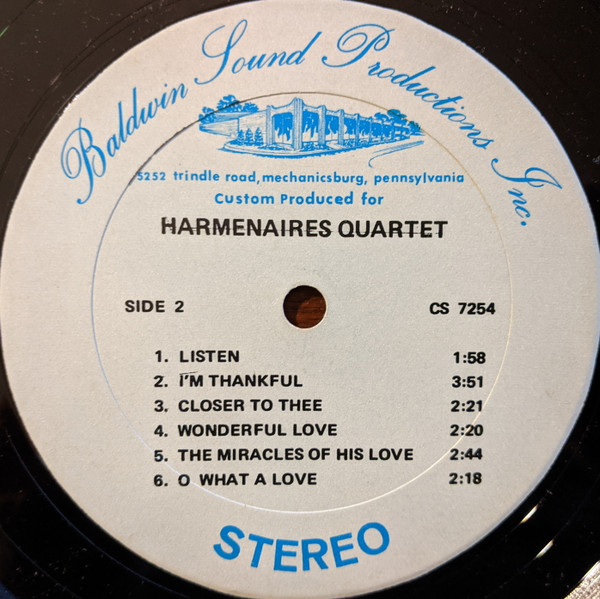 Baldwin Sound Productions Inc.
5252 trindle road, mechanicsburg, pennsylvania
Custom Produced for
HARMENAIRES QUARTET
SIDE 2 CS 7254
1. LISTEN 1:58
2. I'M THANKFUL 3:51
3. CLOSER TO THEE 2:21
4. WONDERFUL LOVE 2:20
5. THE MIRACLES OF HIS LOVE 2:44
6. O WHAT A LOVE 2:18
STEREO